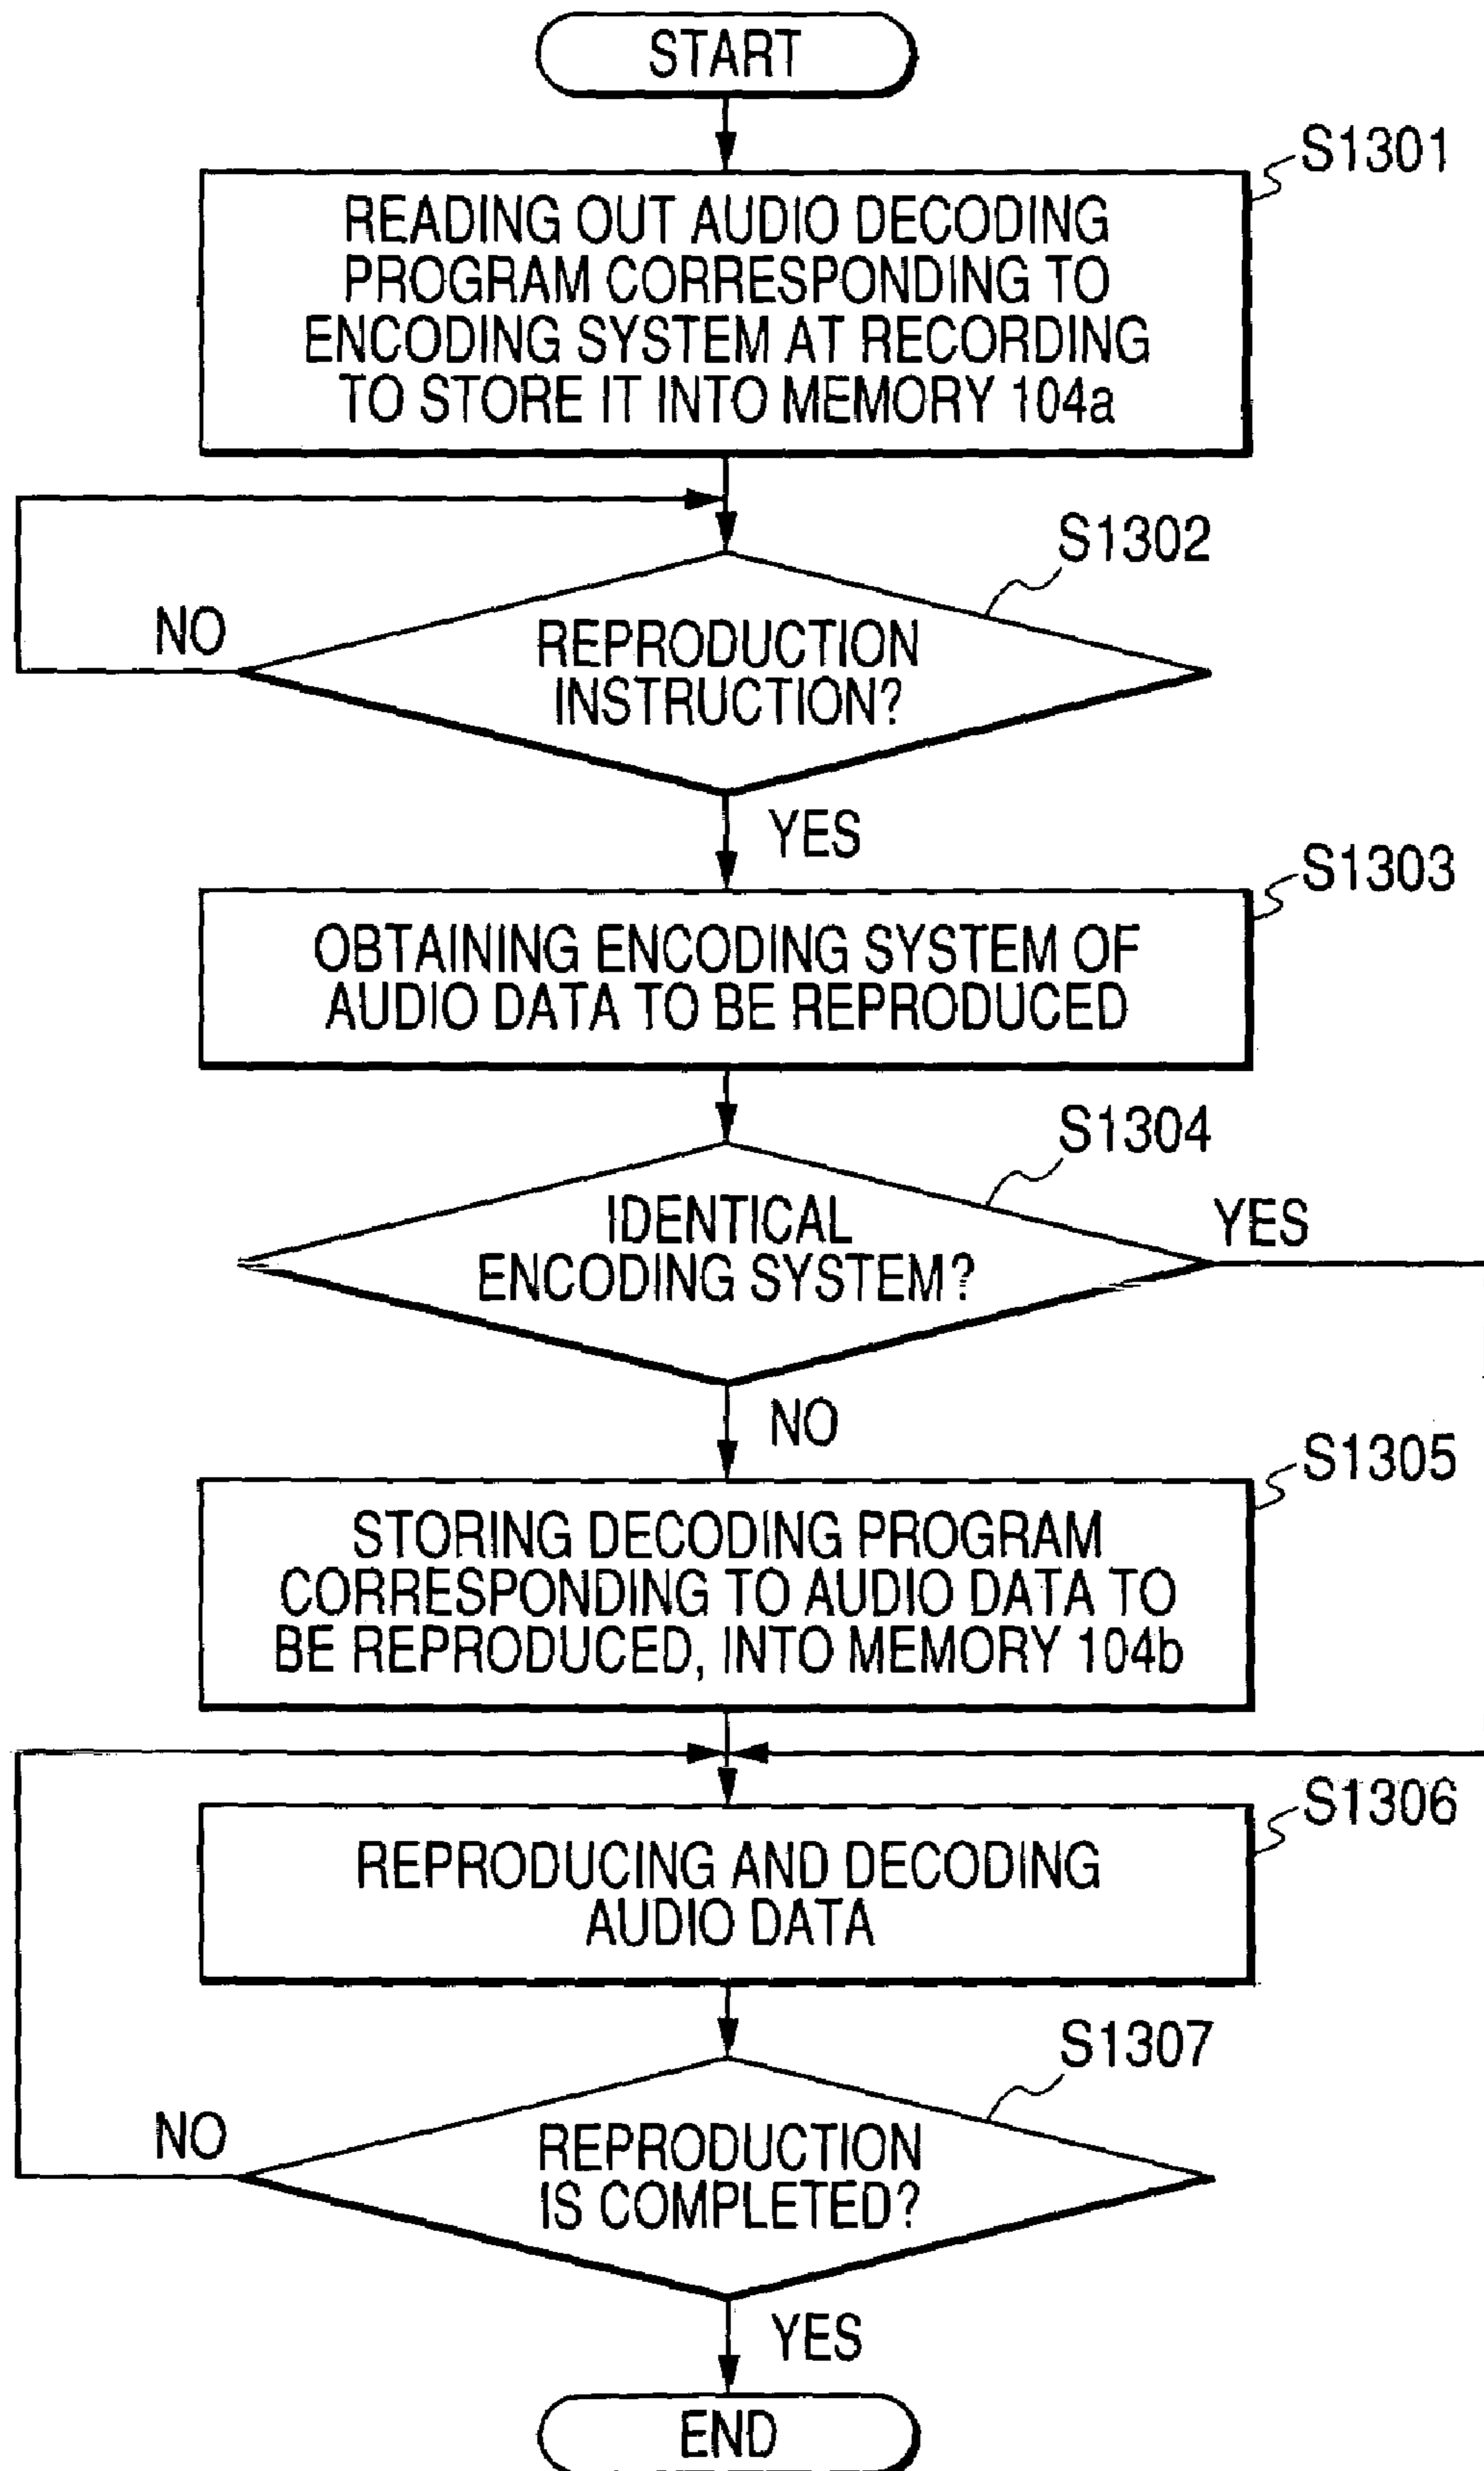 START
S1301
READING OUT AUDIO DECODING
PROGRAM CORRESPONDING TO
ENCODING SYSTEM AT RECORDING
TO STORE IT INTO MEMORY 104a
S1302
NO
REPRODUCTION
INSTRUCTION?
YES
S1303
OBTAINING ENCODING SYSTEM OF
AUDIO DATA TO BE REPRODUCED
S1304
IDENTICAL
ENCODING SYSTEM?
YES
NO
S1305
STORING DECODING PROGRAM
CORRESPONDING TO AUDIO DATA TO
BE REPRODUCED, INTO MEMORY 104b
S1306
REPRODUCING AND DECODING
AUDIO DATA
S1307
NO
REPRODUCTION
IS COMPLETED?
YES
END